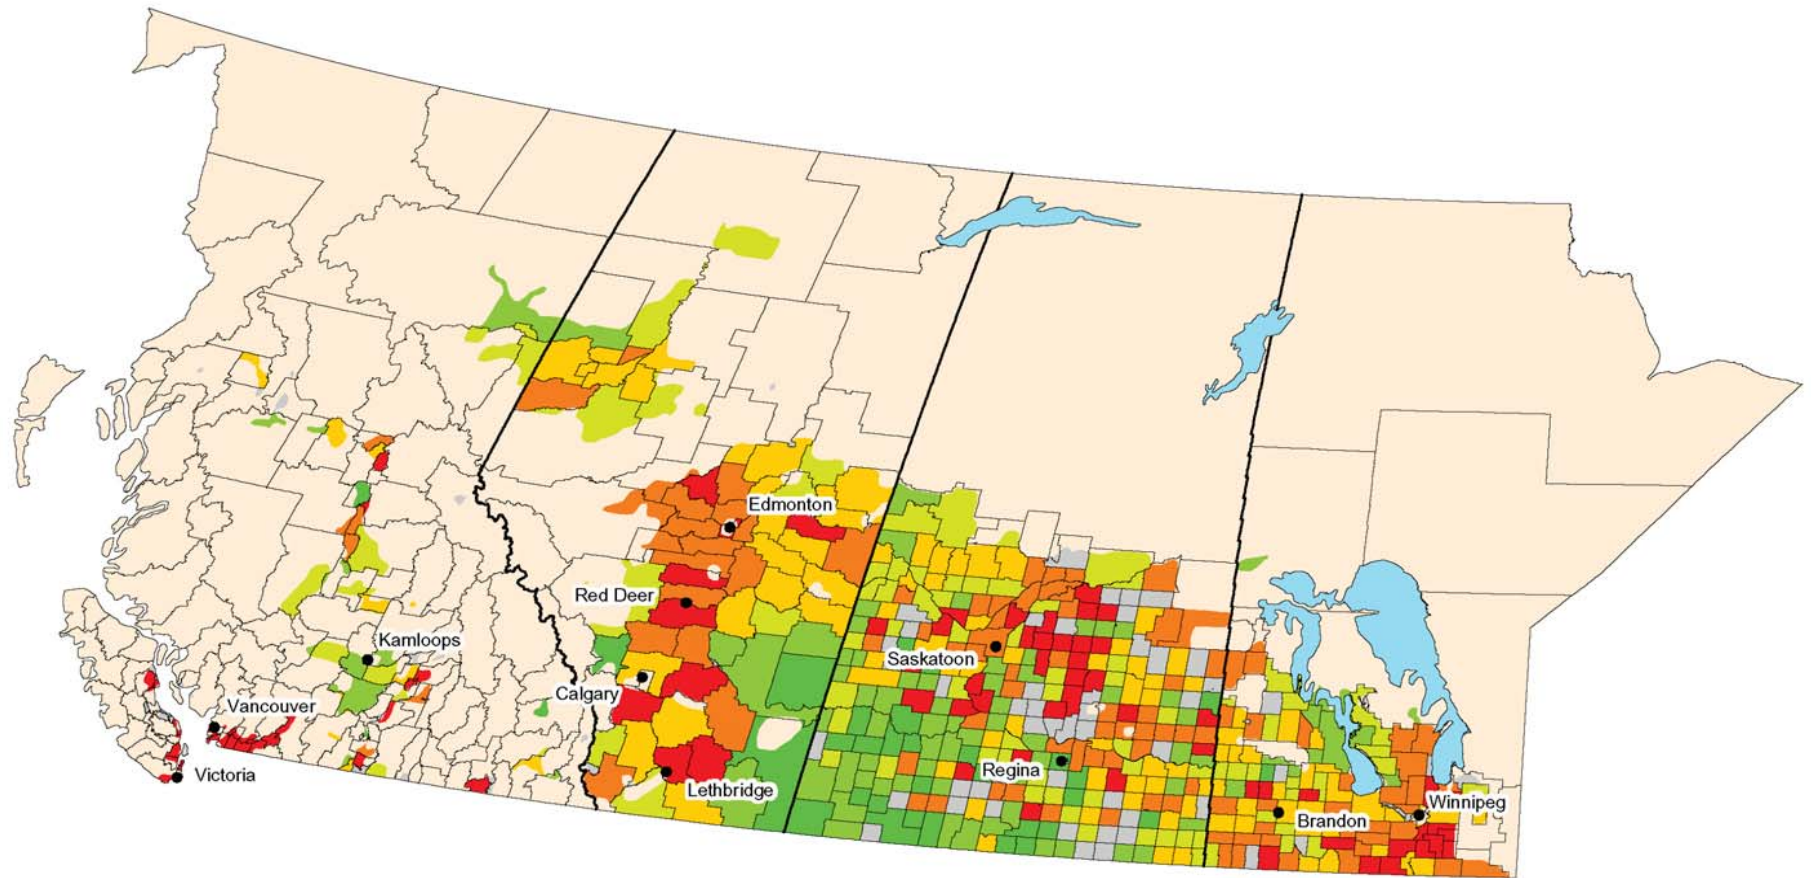 Edmonton
Red Deer
Kamloops
Saskatoon
Calgary
Vancouver
Regina
Victoria
Lethbridge
Winnipeg
Brandon